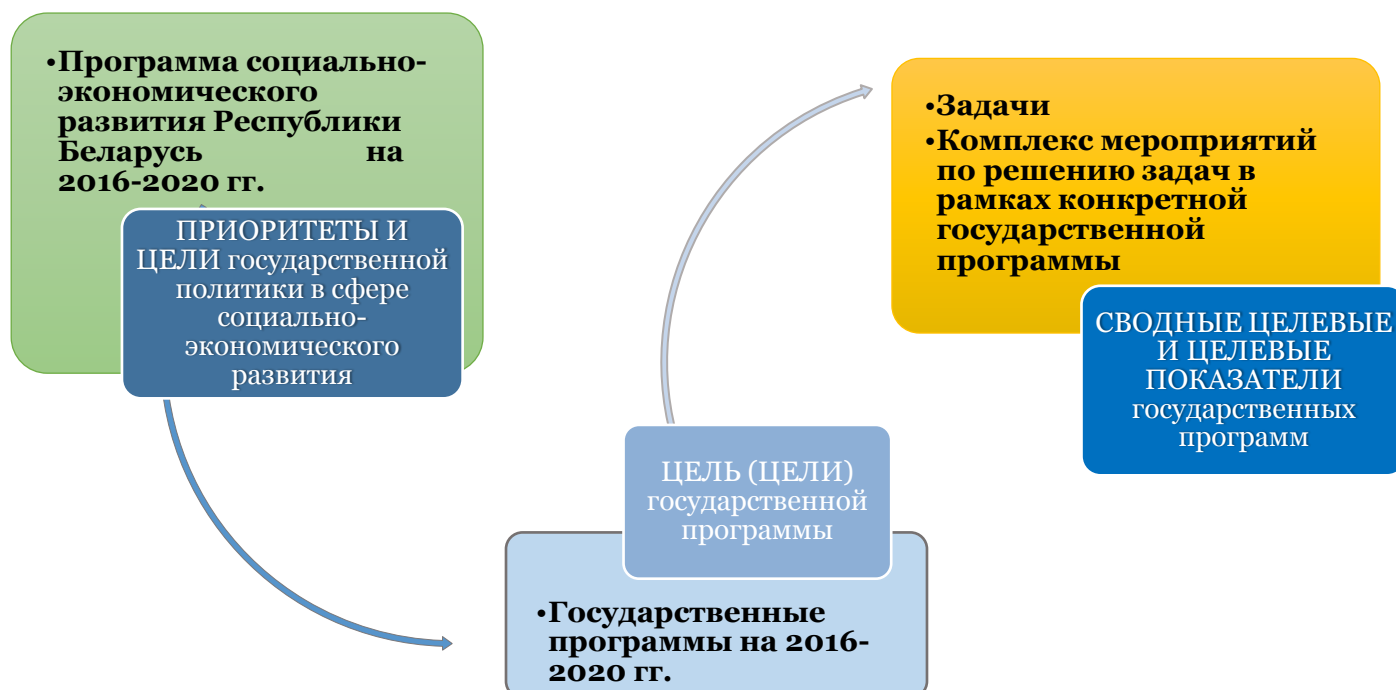 •Программа социально-
экономического
развития Республики
Беларусь на
2016-2020 гг.
ПРИОРИТЕТЫ И
ЦЕЛИ государственной
политики в сфере
социально-
экономического
развития
ЦЕЛЬ (ЦЕЛИ)
государственной
программы
•Государственные
программы на 2016-
2020 гг.
•Задачи
•Комплекс мероприятий
по решению задач в
рамках конкретной
государственной
программы
СВОДНЫЕ ЦЕЛЕВЫЕ
И ЦЕЛЕВЫЕ
ПОКАЗАТЕЛИ
государственных
программ